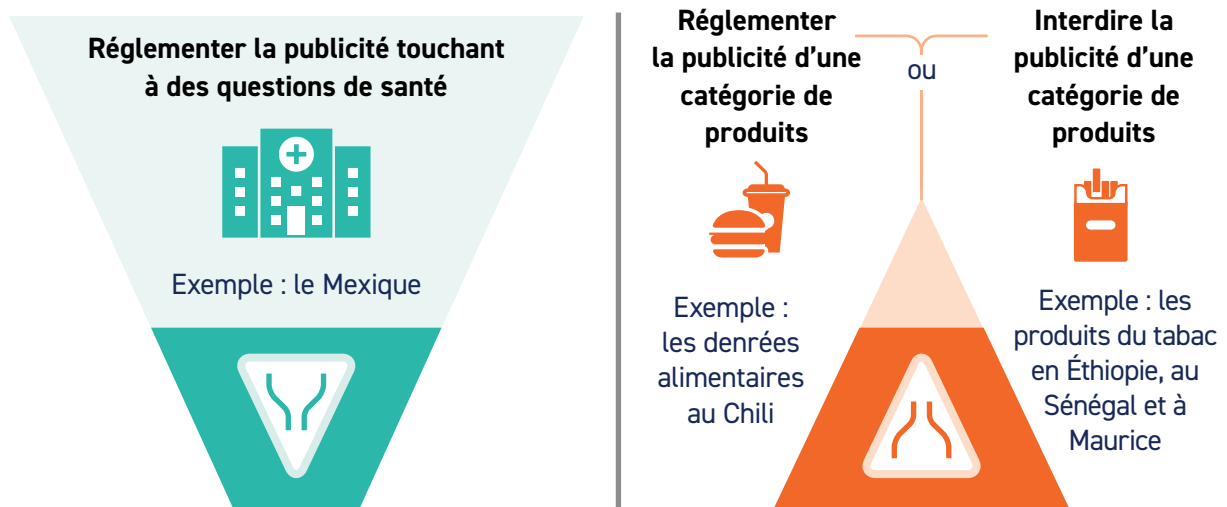 Réglementer la publicité touchant
à des questions de santé
Exemple : le Mexique
Réglementer
la publicité d’une
catégorie de
produits
Exemple :
les denrées
alimentaires
au Chili
ou
Interdire la
publicité d’une
catégorie de
produits
Exemple : les
produits du tabac
en Éthiopie, au
Sénégal et à
Maurice